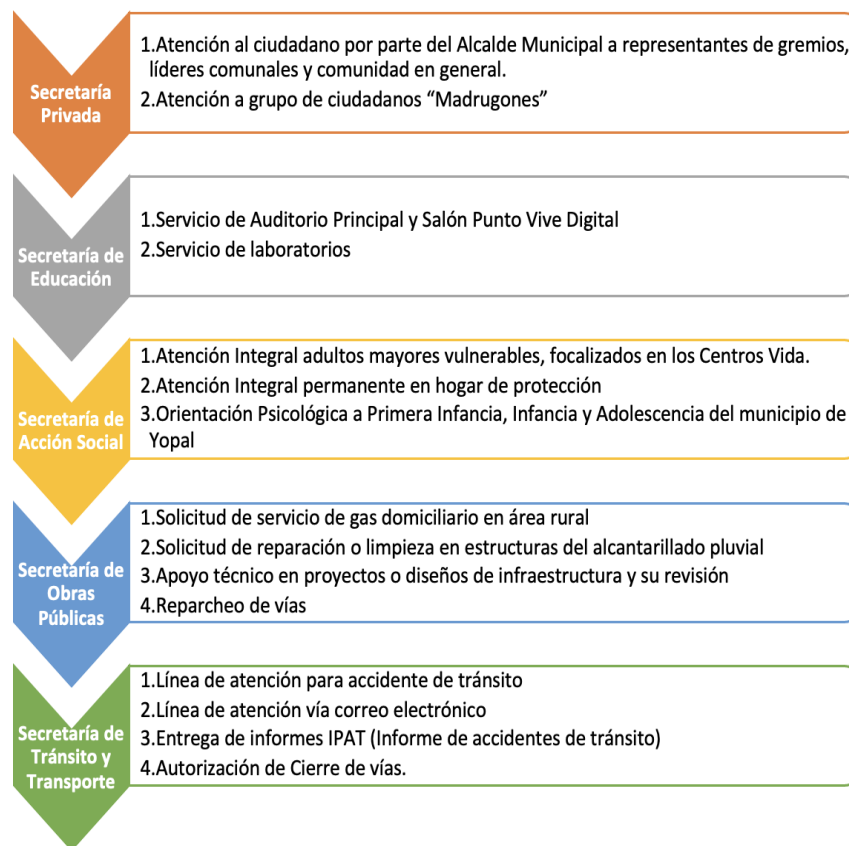 Secretaría
Privada
1.Atención al ciudadano por parte del Alcalde Municipal a representantes de gremios,
líderes comunales y comunidad en general.
2.Atención a grupo de ciudadanos “Madrugones”
Secretaría de
Educación
1.Servicio de Auditorio Principal y Salón Punto Vive Digital
2.Servicio de laboratorios
Secretaría de
Acción Social
1.Atención Integral adultos mayores vulnerables, focalizados en los Centros Vida.
2.Atención Integral permanente en hogar de protección
3.Orientación Psicológica a Primera Infancia, Infancia y Adolescencia del municipio de
Yopal
Secretaría de
Obras
Públicas
1.Solicitud de servicio de gas domiciliario en área rural
2.Solicitud de reparación o limpieza en estructuras del alcantarillado pluvial
3.Apoyo técnico en proyectos o diseños de infraestructura y su revisión
4.Reparcheo de vías
Secretaría de
Tránsito y
Transporte
1.Línea de atención para accidente de tránsito
2.Línea de atención vía correo electrónico
3.Entrega de informes IPAT (Informe de accidentes de tránsito)
4.Autorización de Cierre de vías.